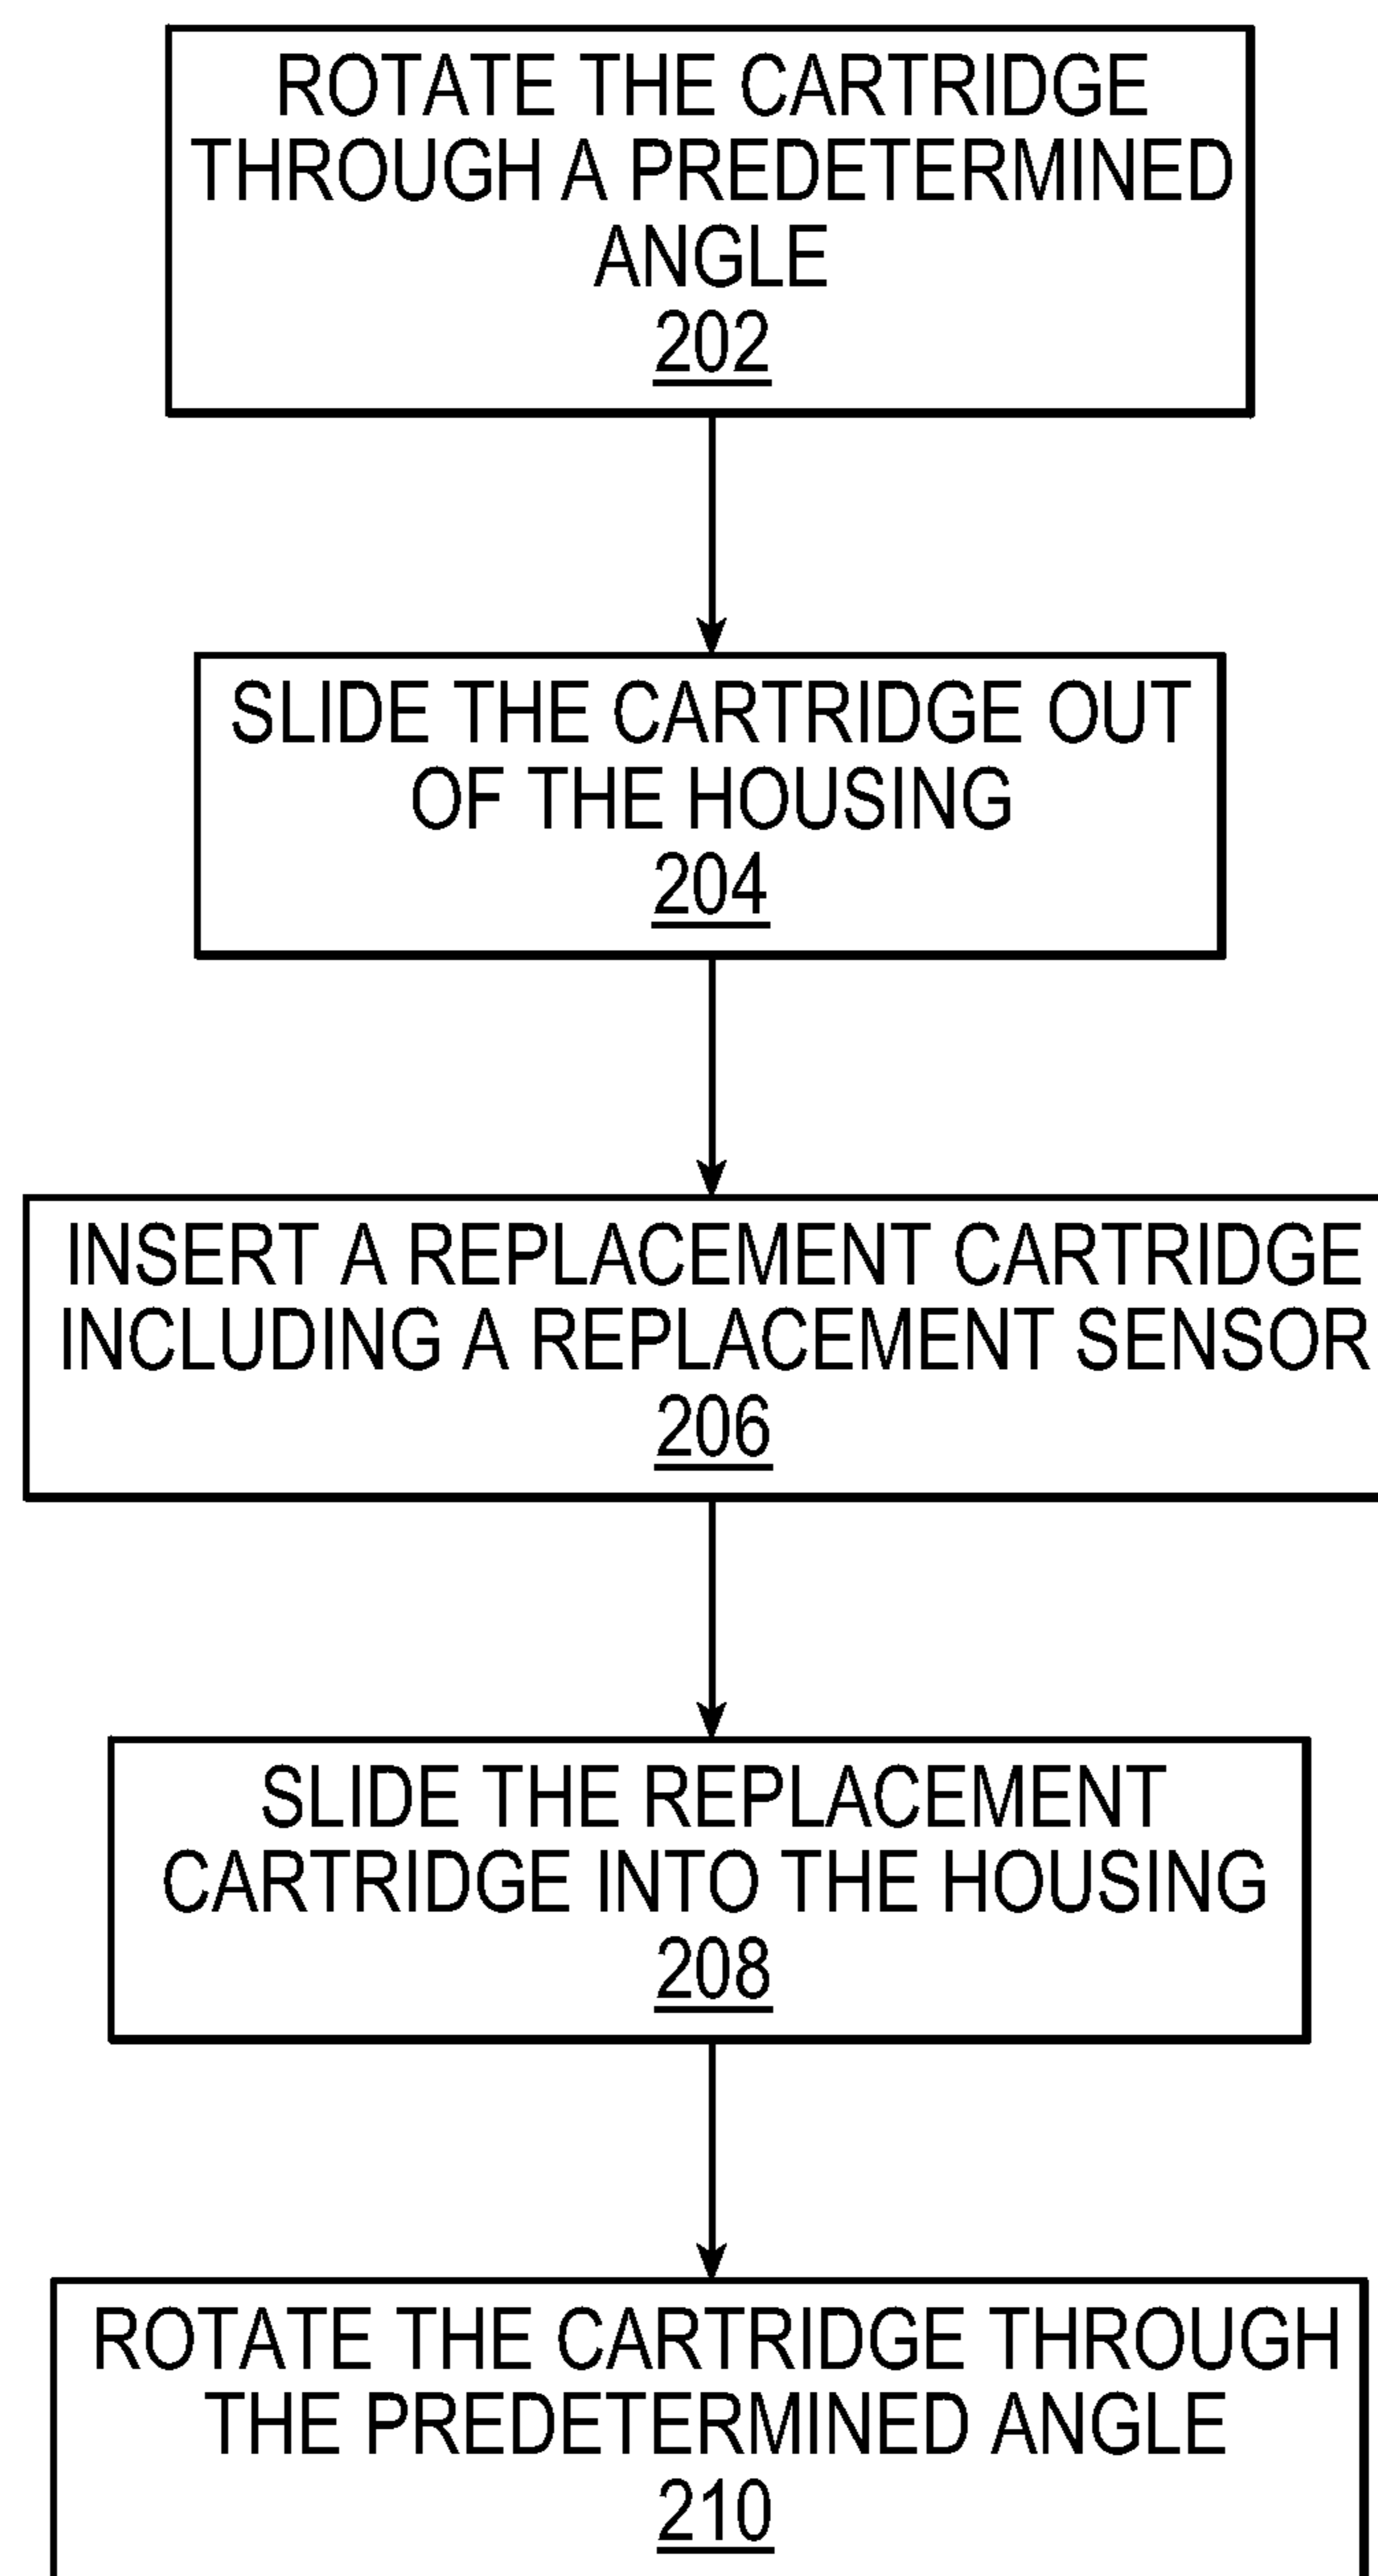 ROTATE THE CARTRIDGE
THROUGH A PREDETERMINED
ANGLE
202
SLIDE THE CARTRIDGE OUT
OF THE HOUSING
204
INSERT A REPLACEMENT CARTRIDGE
INCLUDING A REPLACEMENT SENSOR
206
SLIDE THE REPLACEMENT
CARTRIDGE INTO THE HOUSING
208
ROTATE THE CARTRIDGE THROUGH
THE PREDETERMINED ANGLE
210